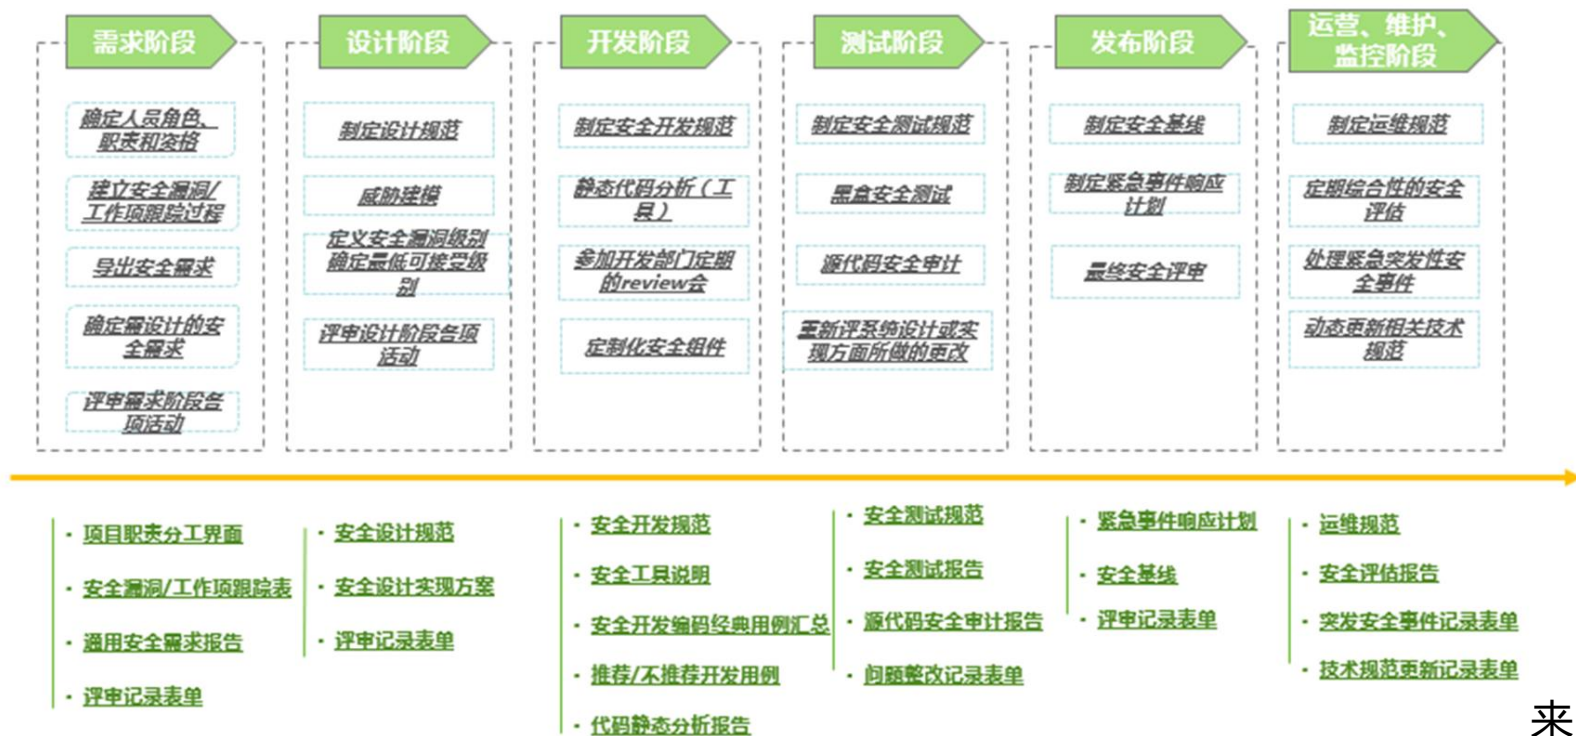 需求阶段
确定人员角色、
职责和资格
建立安全漏洞/
工作项跟踪过程
导出安全需求
确定需设计的安
全需求
评审需求阶段各
项活动
设计阶段
制定设计规范
威胁建模
定义安全漏洞级别
确定最低可接受级
别
评审设计阶段各项
活动
开发阶段
制定安全开发规范
静态代码分析（工
具）
参加开发部门定期
的review会
定制化安全组件
测试阶段
制定安全测试规范
黑盒安全测试
源代码安全审计
重新评系统设计或实
现方面所做的更改
发布阶段
制定安全基线
制定紧急事件响应
计划
最终安全评审
运营、维护、
监控阶段
制定运维规范
定期综合性的安全
评估
处理紧急突发性安
全事件
动态更新相关技术
规范
· 项目职责分工界面
· 安全漏洞/工作项跟踪表
· 通用安全需求报告
· 评审记录表单
· 安全设计规范
· 安全设计实现方案
· 评审记录表单
· 安全开发规范
· 安全工具说明
· 安全开发编码经典用例汇总
· 推荐/不推荐开发用例
· 代码静态分析报告
· 安全测试规范
· 安全测试报告
· 源代码安全审计报告
· 问题整改记录表单
· 紧急事件响应计划
· 安全基线
· 评审记录表单
· 运维规范
· 安全评估报告
· 突发安全事件记录表单
· 技术规范更新记录表单
来